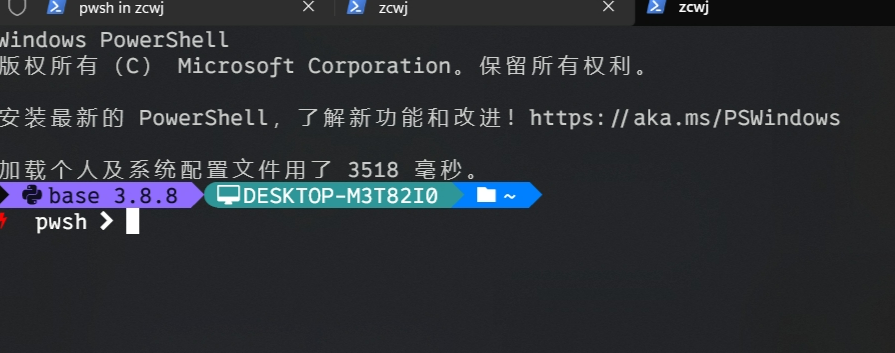 pwsh in zcwj
zcwj
zcwj
Windows PowerShell
版权所有（C） Microsoft Corporation。保留所有权利。
安装最新的 PowerShell，了解新功能和改进！https://aka.ms/PSWindows
加载个人及系统配置文件用了 3518 毫秒。
base 3.8.8 DESKTOP-M3T82I0 ~
pwsh